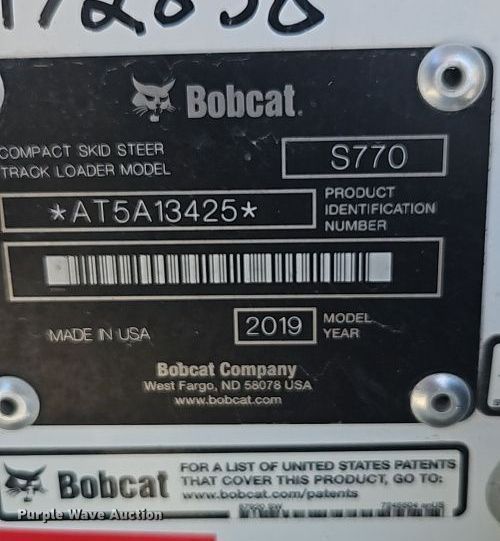 Bobcat
COMPACT SKID STEER
TRACK LOADER MODEL
S770
*AT5A13425*
PRODUCT
IDENTIFICATION
NUMBER
MADE IN USA
2019
MODEL
YEAR
Bobcat Company
West Fargo, ND 58078 USA
www.bobcat.com
Bobcat
FOR A LIST OF UNITED STATES PATENTS
THAT COVER THIS PRODUCT, GO TO:
www.bobcat.com/patents
Purple Wave Auction